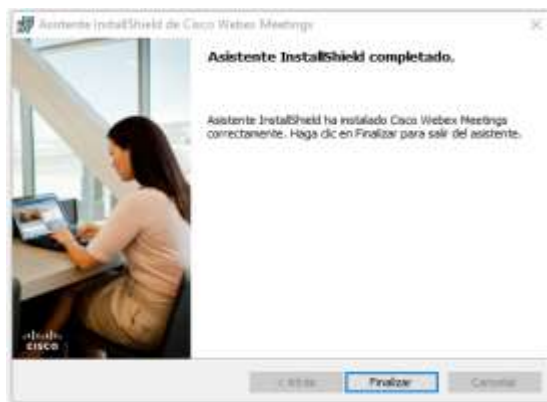 Asistente InstallShield de Cisco Webex Meetings
Asistente InstallShield completado.
Asistente InstallShield ha instalado Cisco Webex Meetings
correctamente. Haga clic en Finalizar para salir del asistente.
CISCO
< Atrás
Finalizar
Cancelar